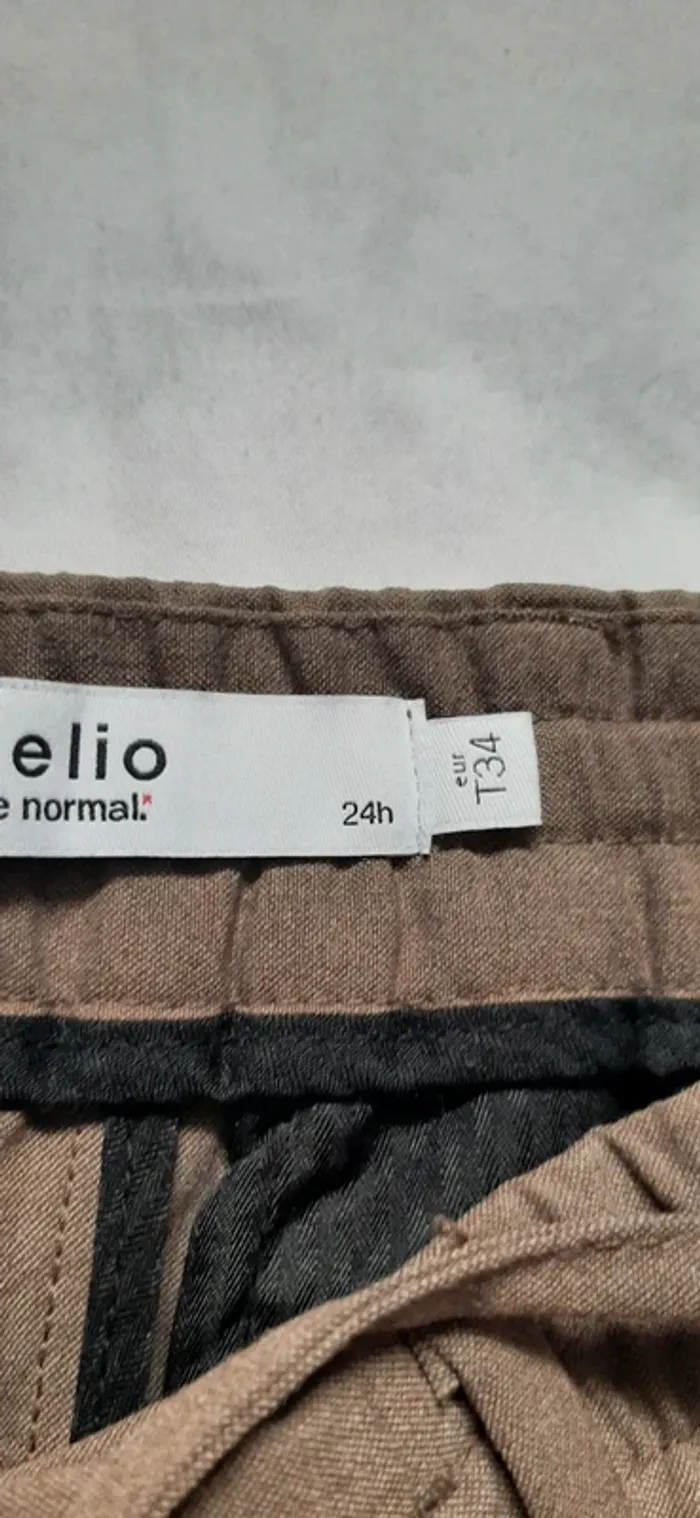 elio
e normal.*
24h
eur
T34